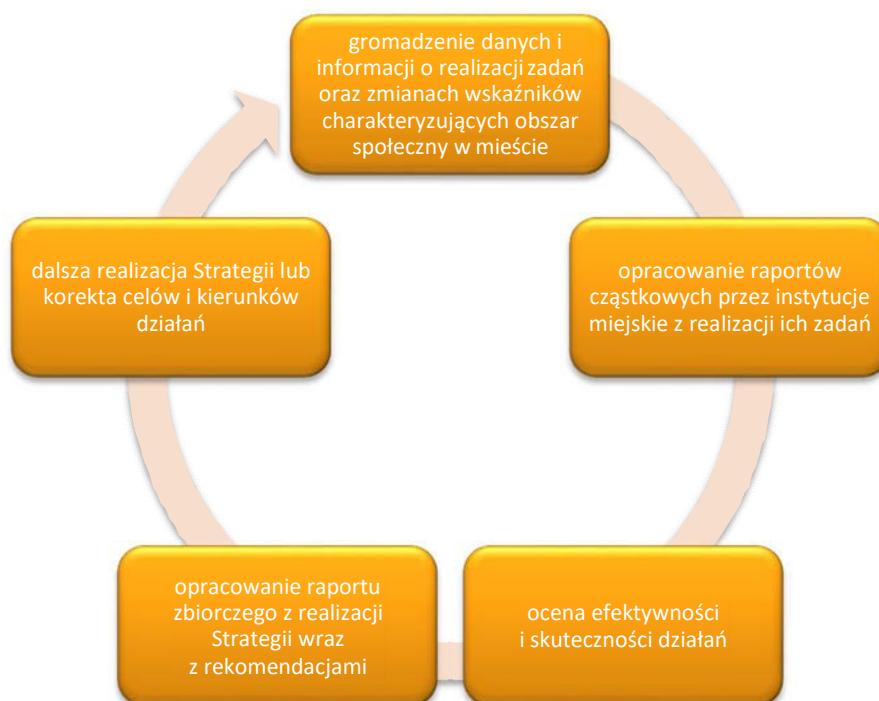 gromadzenie danych i
informacji o realizacji zadań
oraz zmianach wskaźników
charakteryzujących obszar
społeczny w mieście
opracowanie raportów
cząstkowych przez instytucje
miejskie z realizacji ich zadań
ocena efektywności
i skuteczności działań
opracowanie raportu
zbiorczego z realizacji
Strategii wraz
z rekomendacjami
dalsza realizacja Strategii lub
korekta celów i kierunków
działań